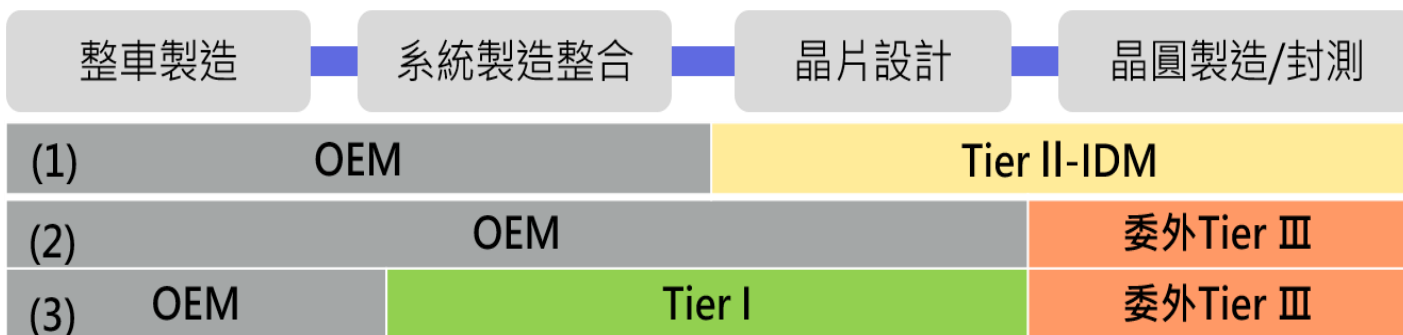 整車製造 系統製造整合 晶片設計 晶圓製造/封測
(1) OEM Tier II-IDM
(2) OEM 委外Tier Ⅲ
(3) OEM Tier I 委外Tier Ⅲ